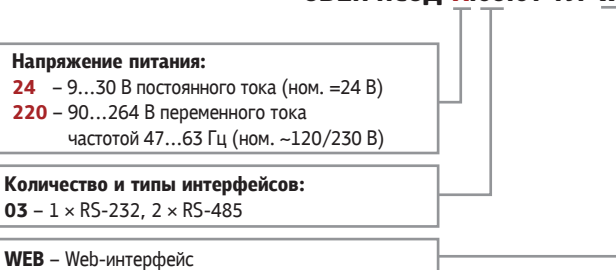 Напряжение питания:
24 – 9…30 В постоянного тока (ном. =24 В)
220 – 90…264 В переменного тока
частотой 47…63 Гц (ном. ~120/230 В)
Количество и типы интерфейсов:
03 – 1 × RS-232, 2 × RS-485
WEB – Web-интерфейс